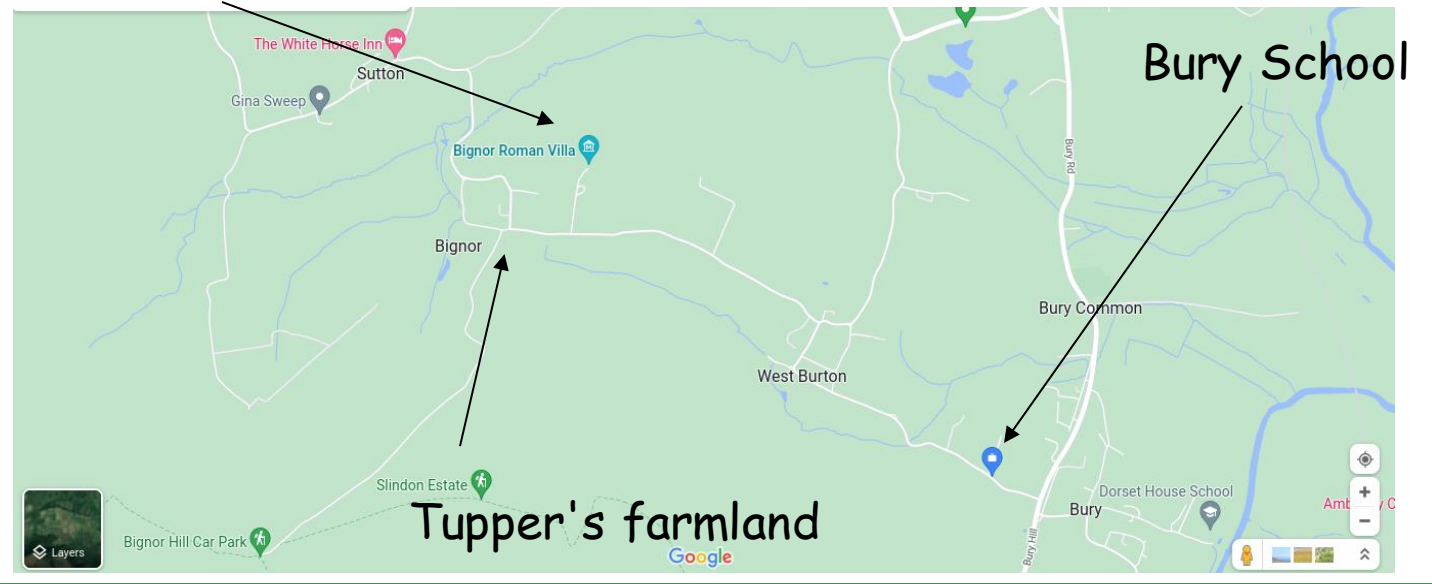 The White Horse Inn
Sutton
Gina Sweep
Bury School
Bury Rd
Bignor Roman Villa
Bignor
Bury Common
West Burton
Slindon Estate
Tupper's farmland
Bignor Hill Car Park
Layers
Google
Dorset House School
Bury
Bury Hill